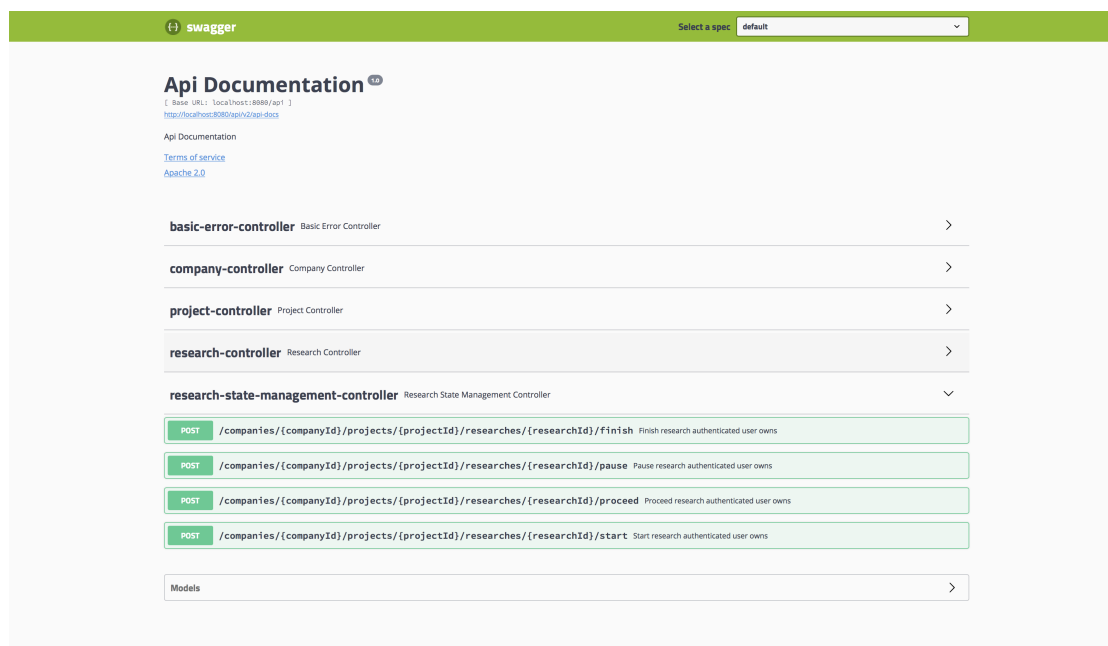 swagger
Select a spec default
Api Documentation 1.0
[ Base URL: localhost:8080/api ]
http://localhost:8080/api/v2/api-docs
Api Documentation
Terms of service
Apache 2.0
basic-error-controller Basic Error Controller
company-controller Company Controller
project-controller Project Controller
research-controller Research Controller
research-state-management-controller Research State Management Controller
POST /companies/{companyId}/projects/{projectId}/researches/{researchId}/finish Finish research authenticated user owns
POST /companies/{companyId}/projects/{projectId}/researches/{researchId}/pause Pause research authenticated user owns
POST /companies/{companyId}/projects/{projectId}/researches/{researchId}/proceed Proceed research authenticated user owns
POST /companies/{companyId}/projects/{projectId}/researches/{researchId}/start Start research authenticated user owns
Models